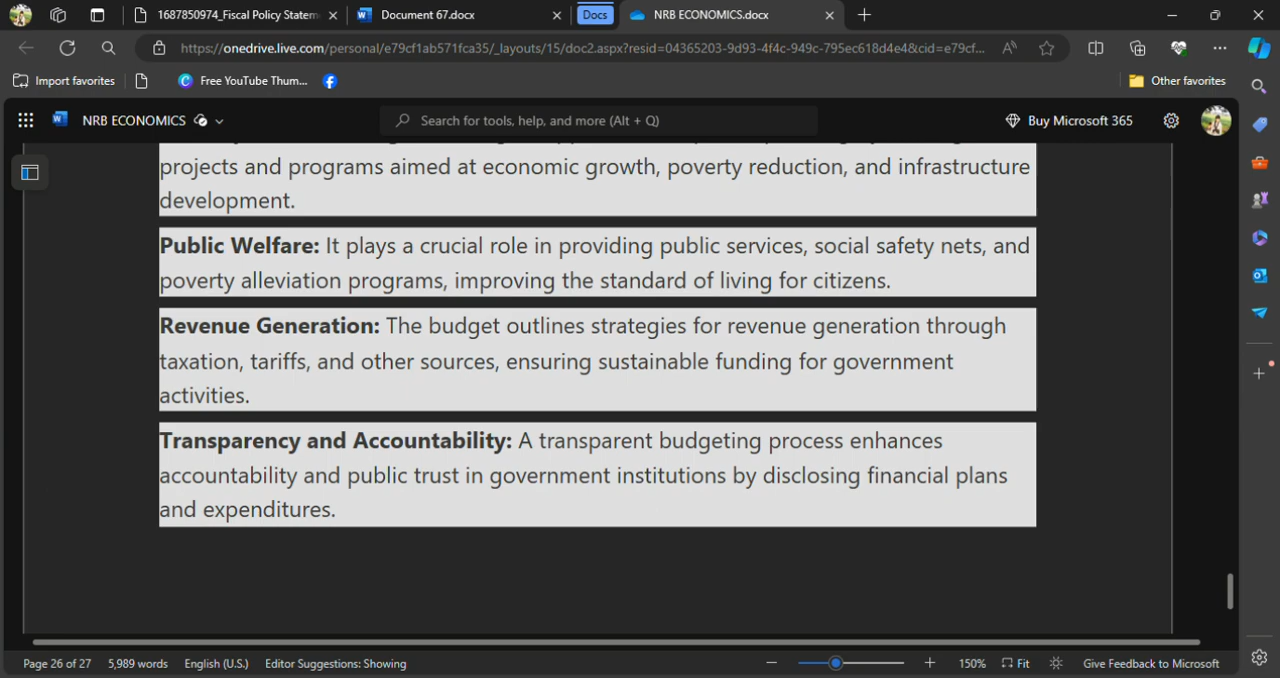 1687850974_Fiscal Policy Statem
Document 67.docx
Docs
NRB ECONOMICS.docx
https://onedrive.live.com/personal/e79cf1ab571fca35/_layouts/15/doc2.aspx?resid=04365203-9d93-4f4c-949c-795ec618d4e4&cid=e79cf...
Import favorites
Free YouTube Thum...
Other favorites
NRB ECONOMICS
Search for tools, help, and more (Alt + Q)
Buy Microsoft 365
projects and programs aimed at economic growth, poverty reduction, and infrastructure
development.
Public Welfare: It plays a crucial role in providing public services, social safety nets, and
poverty alleviation programs, improving the standard of living for citizens.
Revenue Generation: The budget outlines strategies for revenue generation through
taxation, tariffs, and other sources, ensuring sustainable funding for government
activities.
Transparency and Accountability: A transparent budgeting process enhances
accountability and public trust in government institutions by disclosing financial plans
and expenditures.
Page 26 of 27 5,989 words English (U.S.) Editor Suggestions: Showing
150% Fit Give Feedback to Microsoft